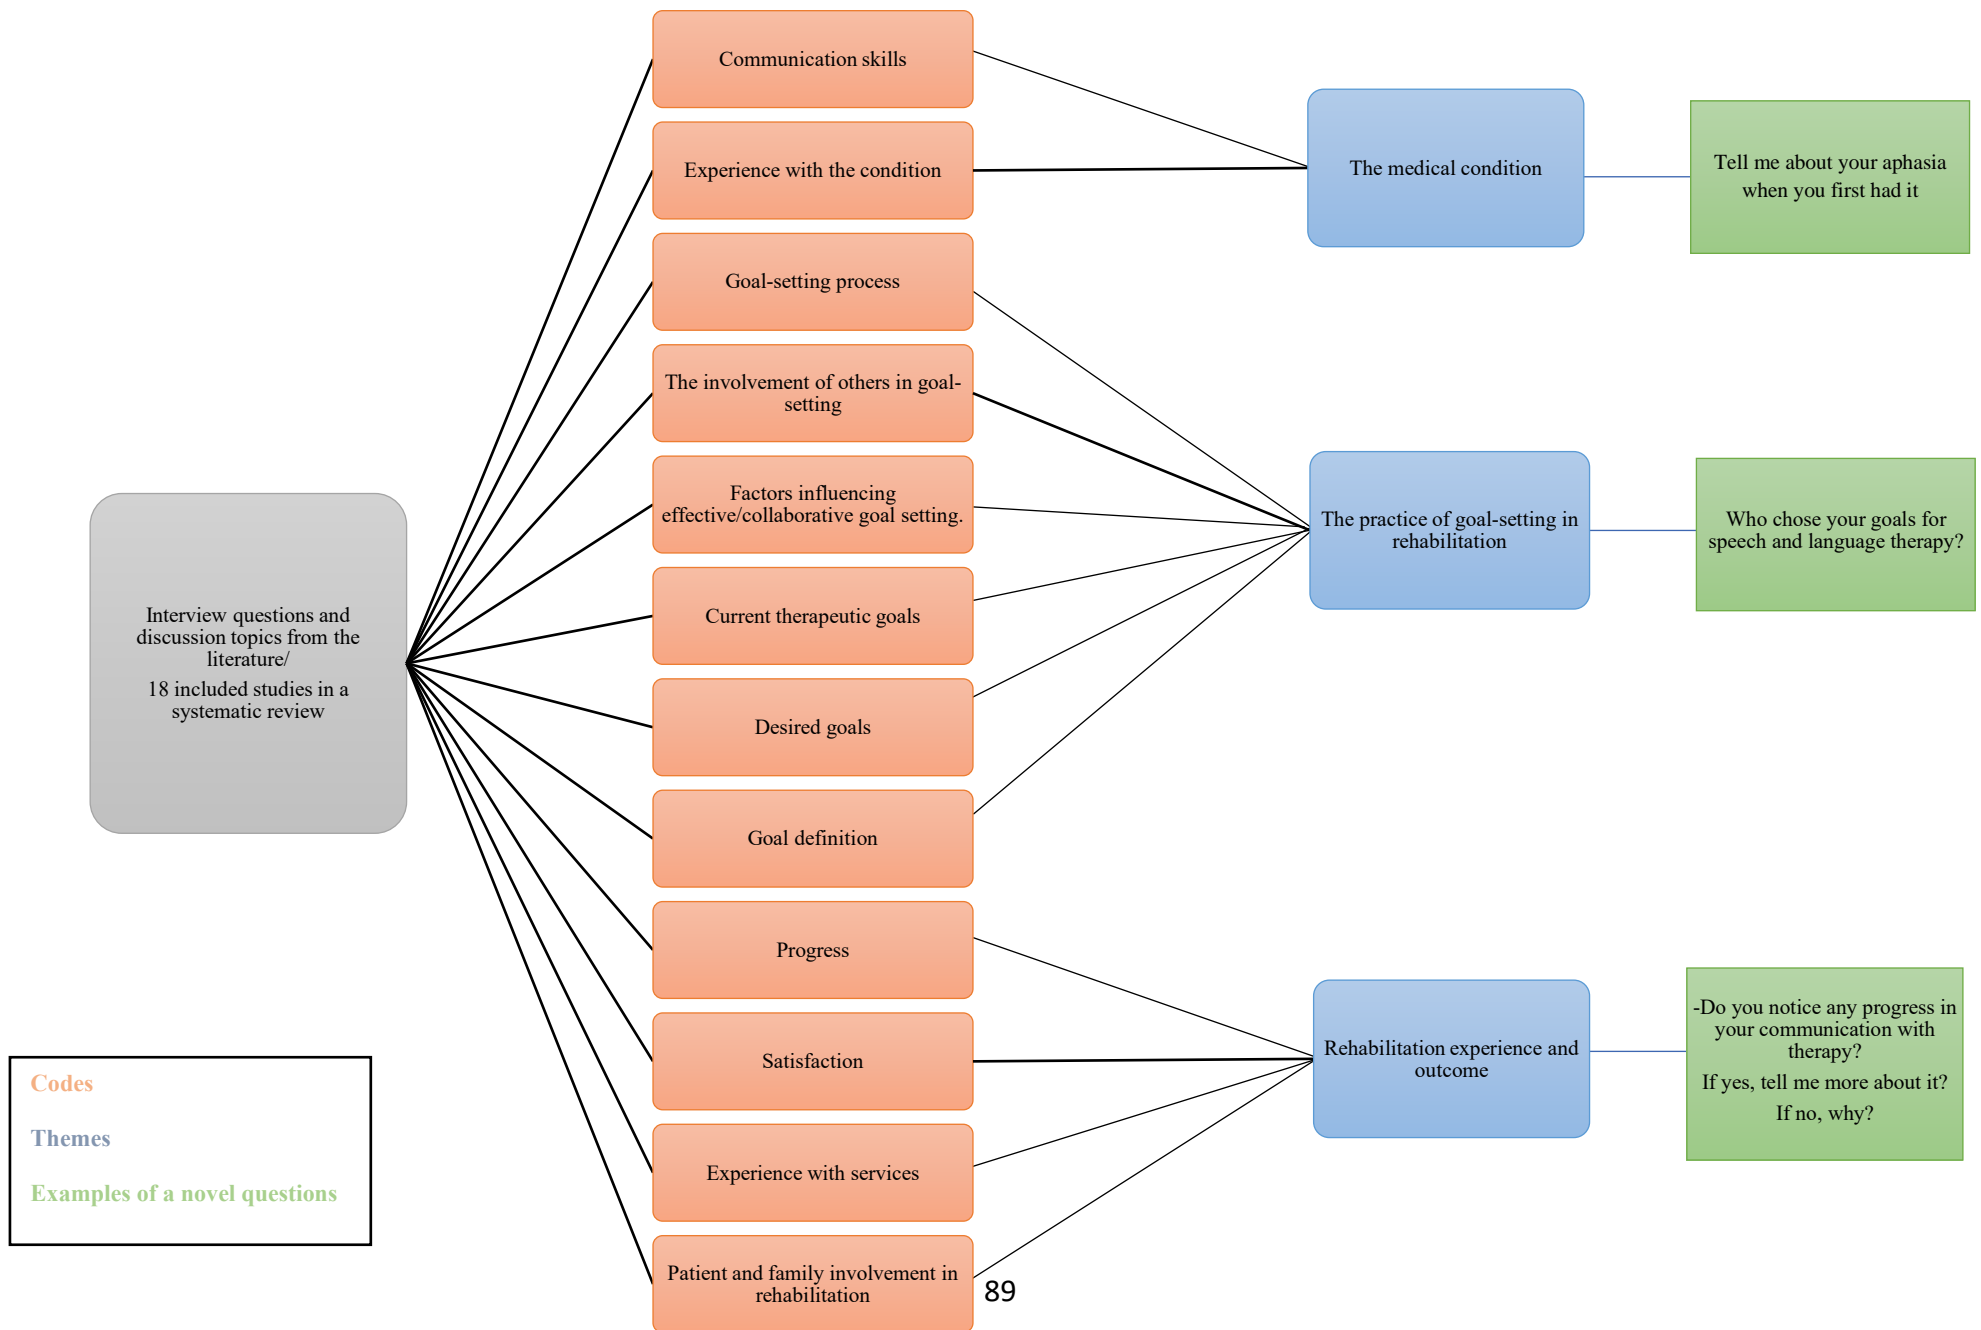 Communication skills
Experience with the condition
Goal-setting process
The involvement of others in goal-
setting
Factors influencing
effective/collaborative goal setting.
Current therapeutic goals
Desired goals
Goal definition
Progress
Satisfaction
Experience with services
Patient and family involvement in
rehabilitation
Interview questions and
discussion topics from the
literature/
18 included studies in a
systematic review
The medical condition
The practice of goal-setting in
rehabilitation
Rehabilitation experience and
outcome
Tell me about your aphasia
when you first had it
Who chose your goals for
speech and language therapy?
-Do you notice any progress in
your communication with
therapy?
If yes, tell me more about it?
If no, why?
Codes
Themes
Examples of a novel questions
89